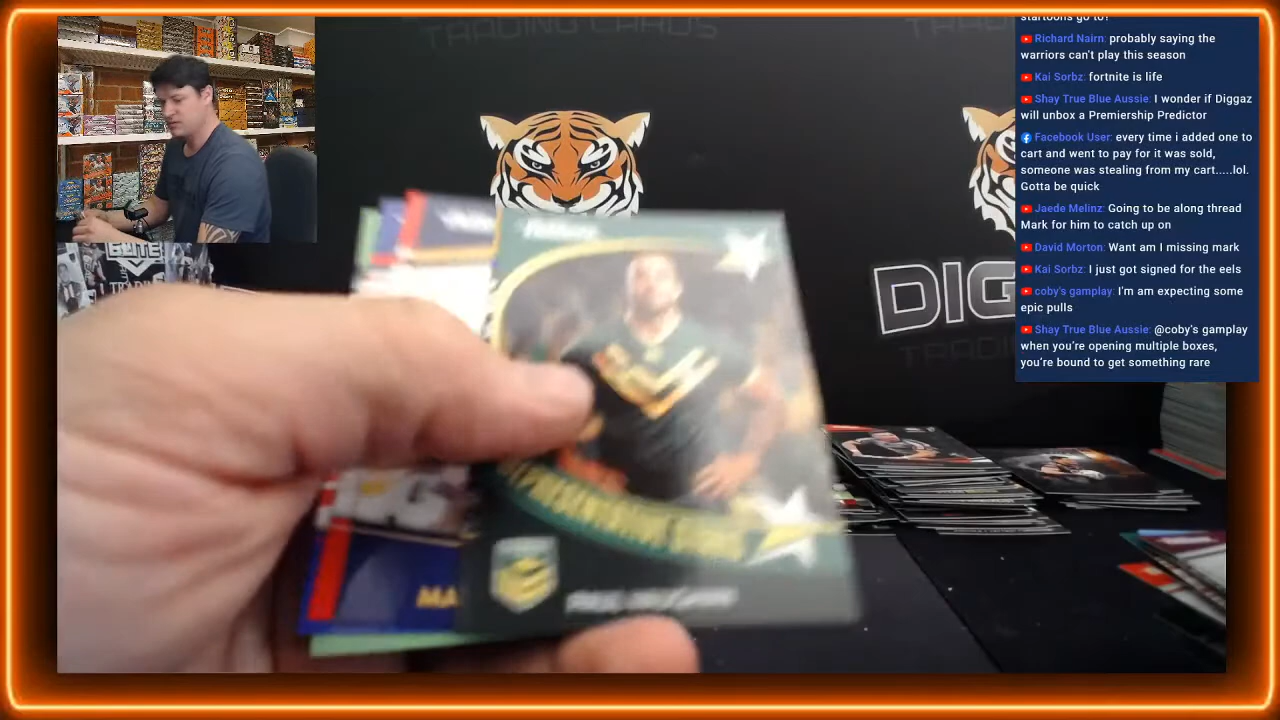 TRADING CARDS
startoons go to?
Richard Nairn: probably saying the
warriors can't play this season
Kai Sorbz: fortnite is life
Shay True Blue Aussie: I wonder if Diggaz
will unbox a Premiership Predictor
Facebook User: every time i added one to
cart and went to pay for it was sold,
someone was stealing from my cart.....lol.
Gotta be quick
Jaede Melinz: Going to be along thread
Mark for him to catch up on
David Morton: Want am I missing mark
Kai Sorbz: I just got signed for the eels
coby's gamplay: I'm am expecting some
epic pulls
Shay True Blue Aussie: @coby's gamplay
when you're opening multiple boxes,
you're bound to get something rare
ELITE
DIG
MA